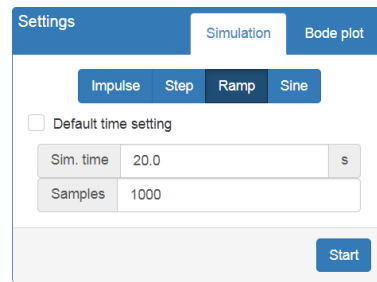 Settings Simulation Bode plot
Impulse Step Ramp Sine
Default time setting
Sim. time 20.0 s
Samples 1000
Start